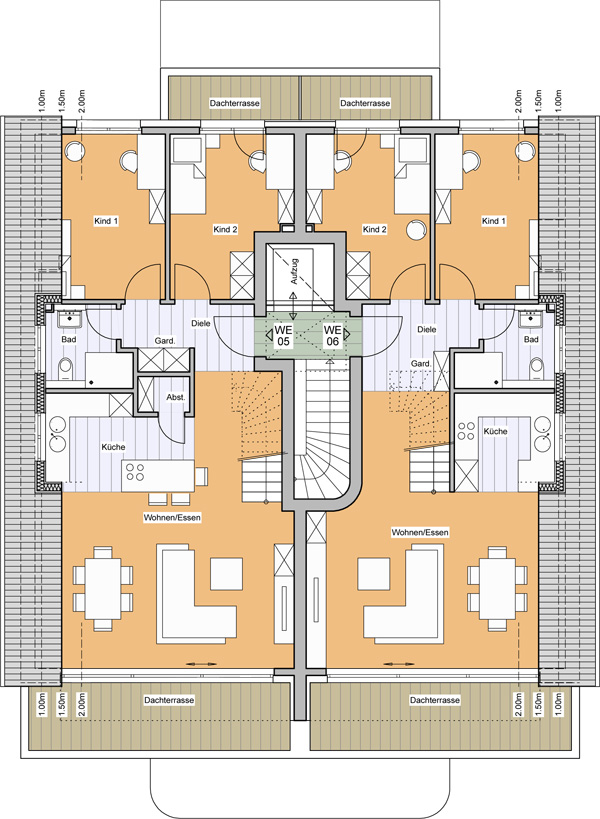 Dachterrasse Dachterrasse
1.00m 1.50m 2.00m 2.00m 1.50m 1.00m
Kind 1 Kind 2 Kind 2 Kind 1
Aufzug
Diele WE WE Diele
05 06
Bad Gard. Gard. Bad
Abst.
Küche Küche
Wohnen/Essen Wohnen/Essen
Dachterrasse Dachterrasse
1.00m 1.50m 2.00m 2.00m 1.50m 1.00m